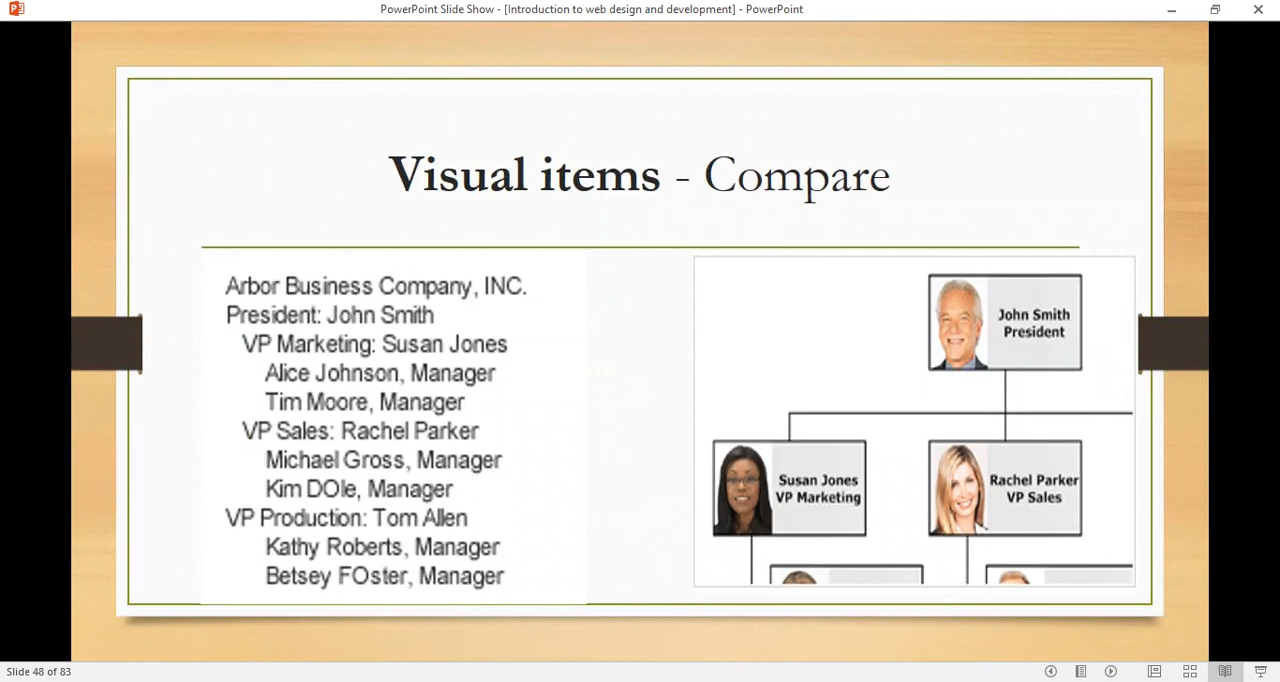 PowerPoint Slide Show - [Introduction to web design and development] - PowerPoint
Visual items - Compare
Arbor Business Company, INC.
President: John Smith
VP Marketing: Susan Jones
Alice Johnson, Manager
Tim Moore, Manager
VP Sales: Rachel Parker
Michael Gross, Manager
Kim DOle, Manager
VP Production: Tom Allen
Kathy Roberts, Manager
Betsey FOster, Manager
John Smith
President
Susan Jones
VP Marketing
Rachel Parker
VP Sales
Slide 48 of 83